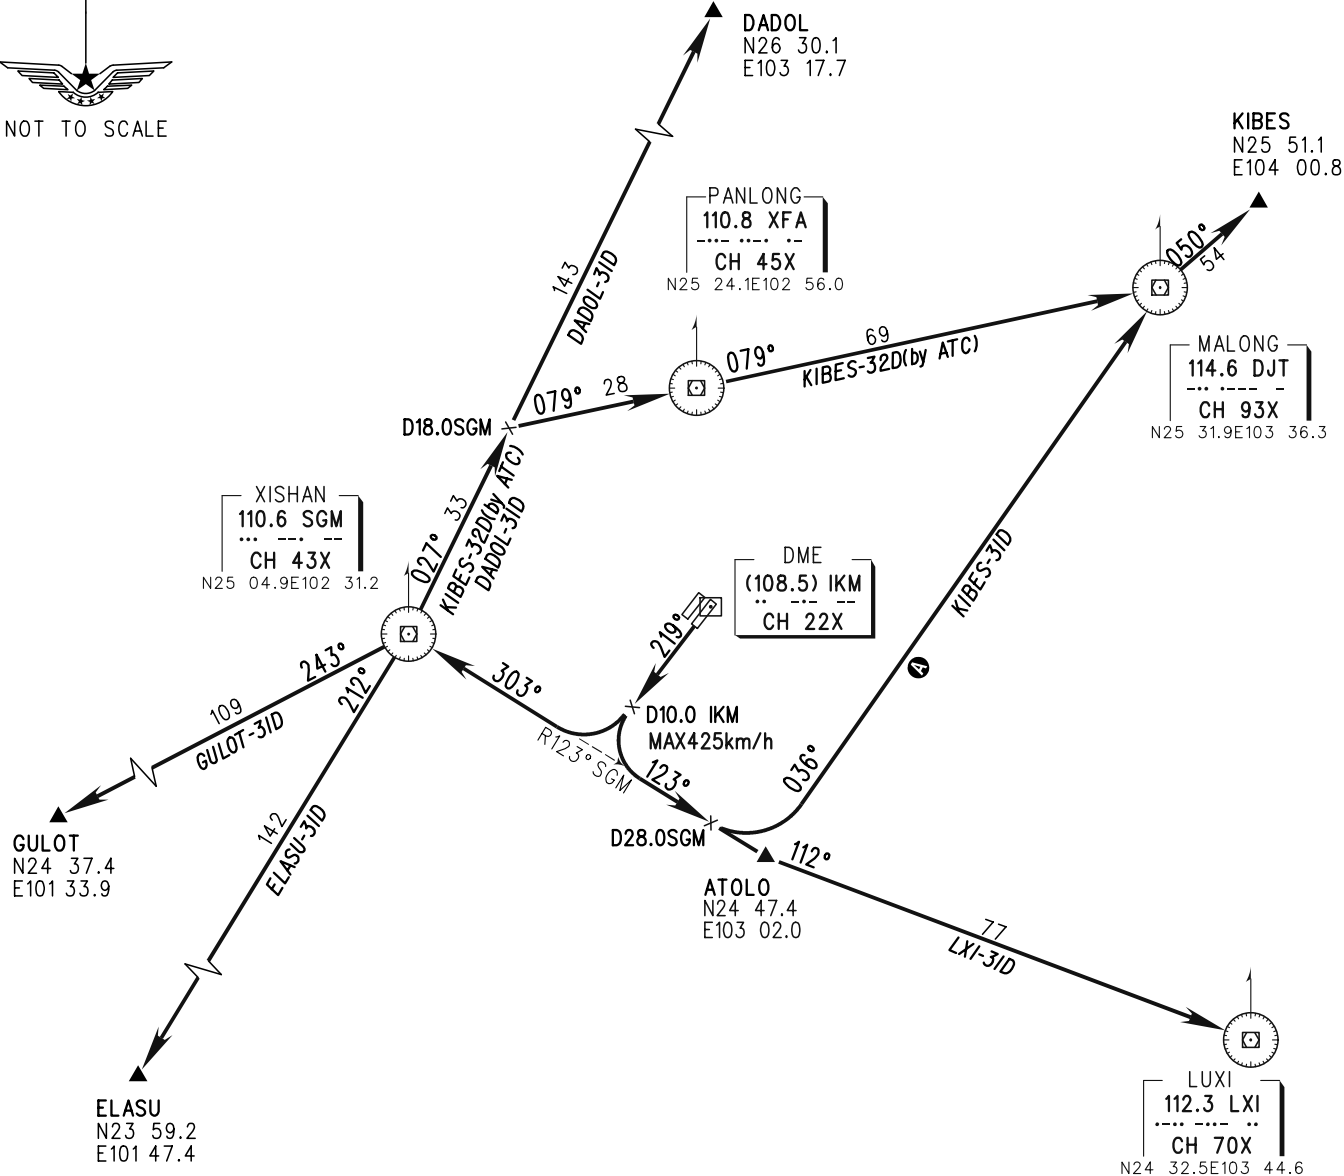 NOT TO SCALE
DADOL
N26 30.1
E103 17.7
KIBES
N25 51.1
E104 00.8
050°
54
PANLONG
110.8 XFA
CH 45X
N25 24.1E102 56.0
143
DADOL-31D
079°
28
079°
69
KIBES-32D(by ATC)
MALONG
114.6 DJT
CH 93X
N25 31.9E103 36.3
D18.0SGM
XISHAN
110.6 SGM
CH 43X
N25 04.9E102 31.2
027°
33
KIBES-32D(by ATC)
DADOL-31D
DME
(108.5) IKM
CH 22X
219°
KIBES-31D
A
243°
212°
109
GULOT-31D
303°
D10.0 IKM
MAX425km/h
R123°SGM
123°
036°
GULOT
N24 37.4
E101 33.9
142
ELASU-31D
D28.0SGM
112°
ATOLO
N24 47.4
E103 02.0
77
LXI-31D
ELASU
N23 59.2
E101 47.4
LUXI
112.3 LXI
CH 70X
N24 32.5E103 44.6